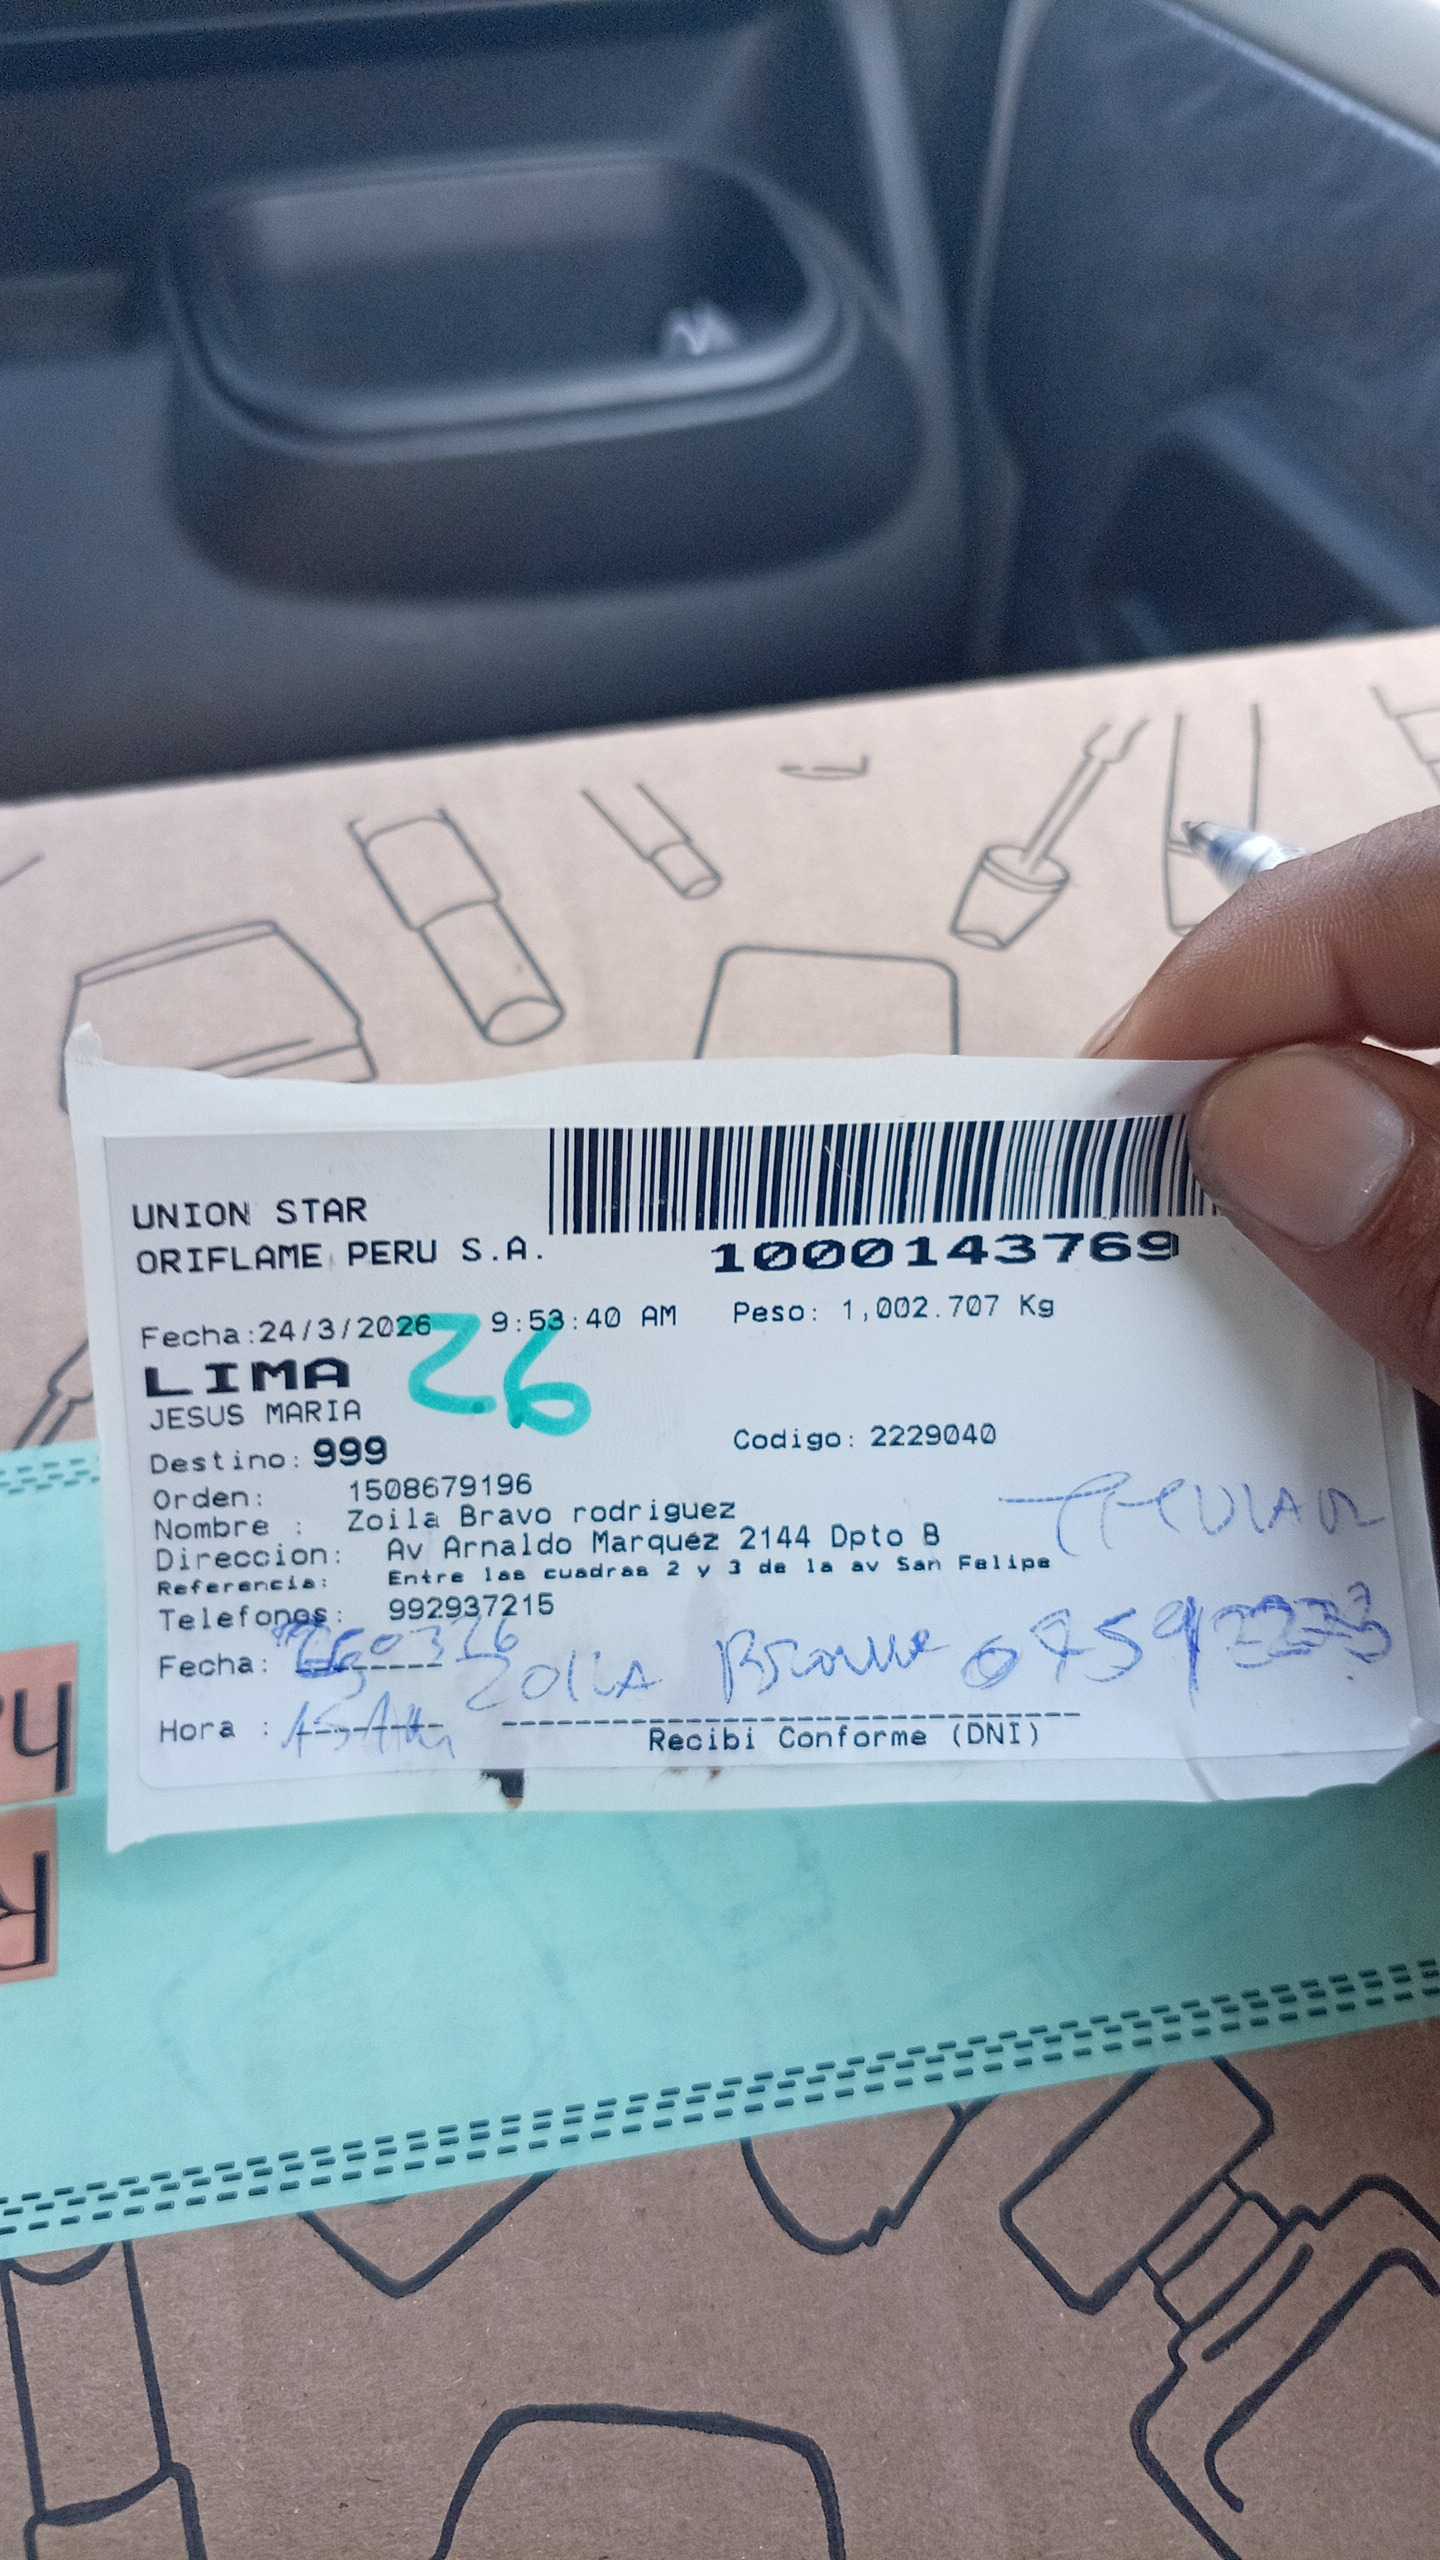 UNION STAR
ORIFLAME PERU S.A.
1000143769
Fecha:24/3/2026 9:53:40 AM Peso: 1,002.707 Kg
LIMA 26
JESUS MARIA
Destino: 999 Codigo: 2229040
Orden: 1508679196
Nombre : Zoila Bravo rodriguez
Direccion: Av Arnaldo Marquez 2144 Dpto B
TITULAR
Referencia: Entre las cuadras 2 y 3 de la av San Felipe
Telefonos: 992937215
Fecha: 260326 ZOILA
Hora :
Recibi Conforme (DNI)